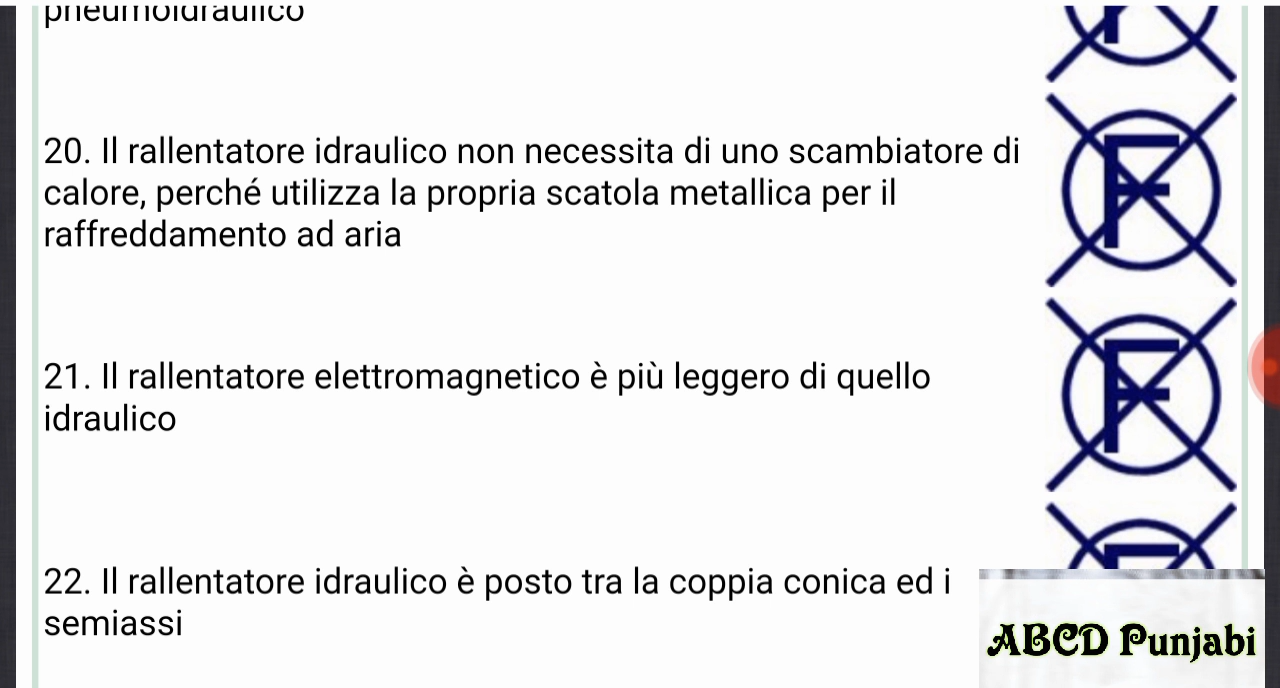 pneumoidraulico
20. Il rallentatore idraulico non necessita di uno scambiatore di
calore, perché utilizza la propria scatola metallica per il
raffreddamento ad aria
F
21. Il rallentatore elettromagnetico è più leggero di quello
idraulico
F
22. Il rallentatore idraulico è posto tra la coppia conica ed i
semiassi
F
ABCD Punjabi